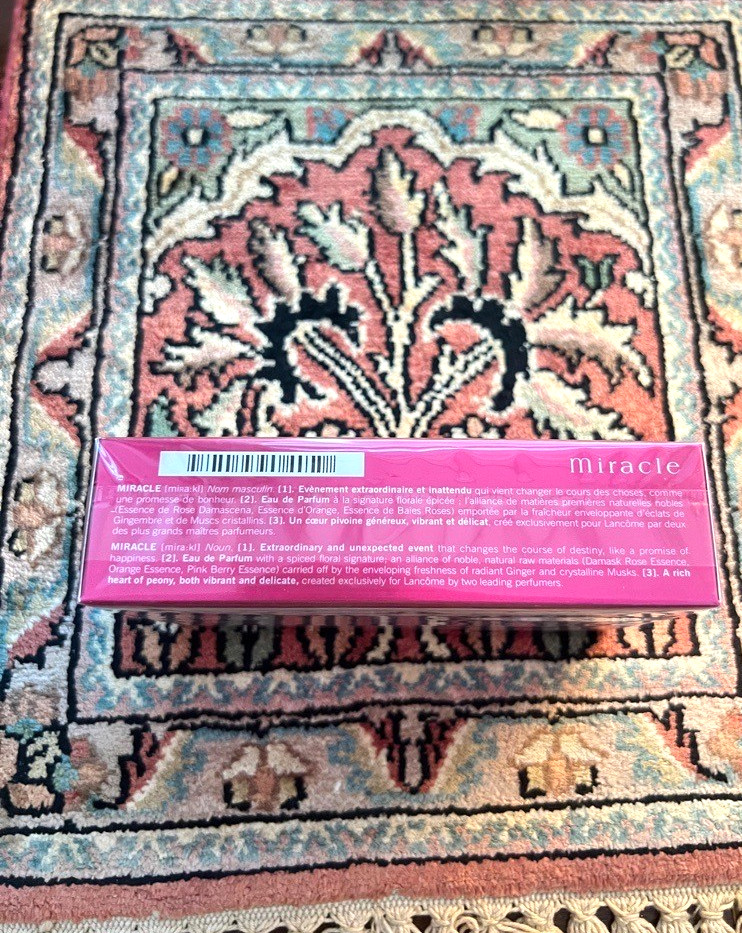 Miracle
MIRACLE [miʀa:kl] Nom masculin. [1]. Evènement extraordinaire et inattendu qui vient changer le cours des choses, comme
une promesse de bonheur. [2]. Eau de Parfum à la signature florale épicée : l'alliance de matières premières naturelles nobles
(Essence de Rose Damascena, Essence d'Orange, Essence de Baies Roses) emportée par la fraîcheur enveloppante d'éclats de
Gingembre et de Muscs cristallins. [3]. Un cœur pivoine généreux, vibrant et délicat, créé exclusivement pour Lancôme par deux
des plus grands maîtres parfumeurs.
MIRACLE [mira:kl] Noun. [1]. Extraordinary and unexpected event that changes the course of destiny, like a promise of
happiness. [2]. Eau de Parfum with a spiced floral signature; an alliance of noble, natural raw materials (Damask Rose Essence,
Orange Essence, Pink Berry Essence) carried off by the enveloping freshness of radiant Ginger and crystalline Musks. [3]. A rich
heart of peony, both vibrant and delicate, created exclusively for Lancôme by two leading perfumers.